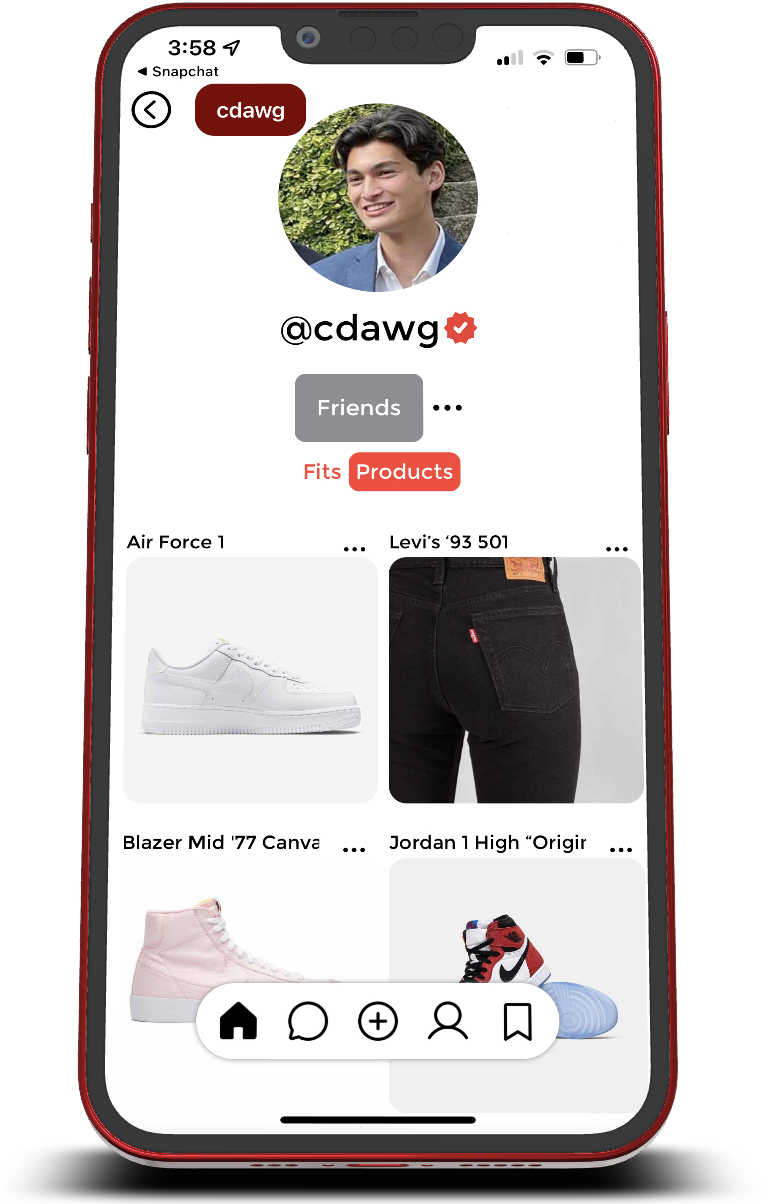 3:58
◀ Snapchat
cdawg
@cdawg
Friends
Fits Products
Air Force 1
Levi's ‘93 501
Blazer Mid '77 Canva
Jordan 1 High “Origin